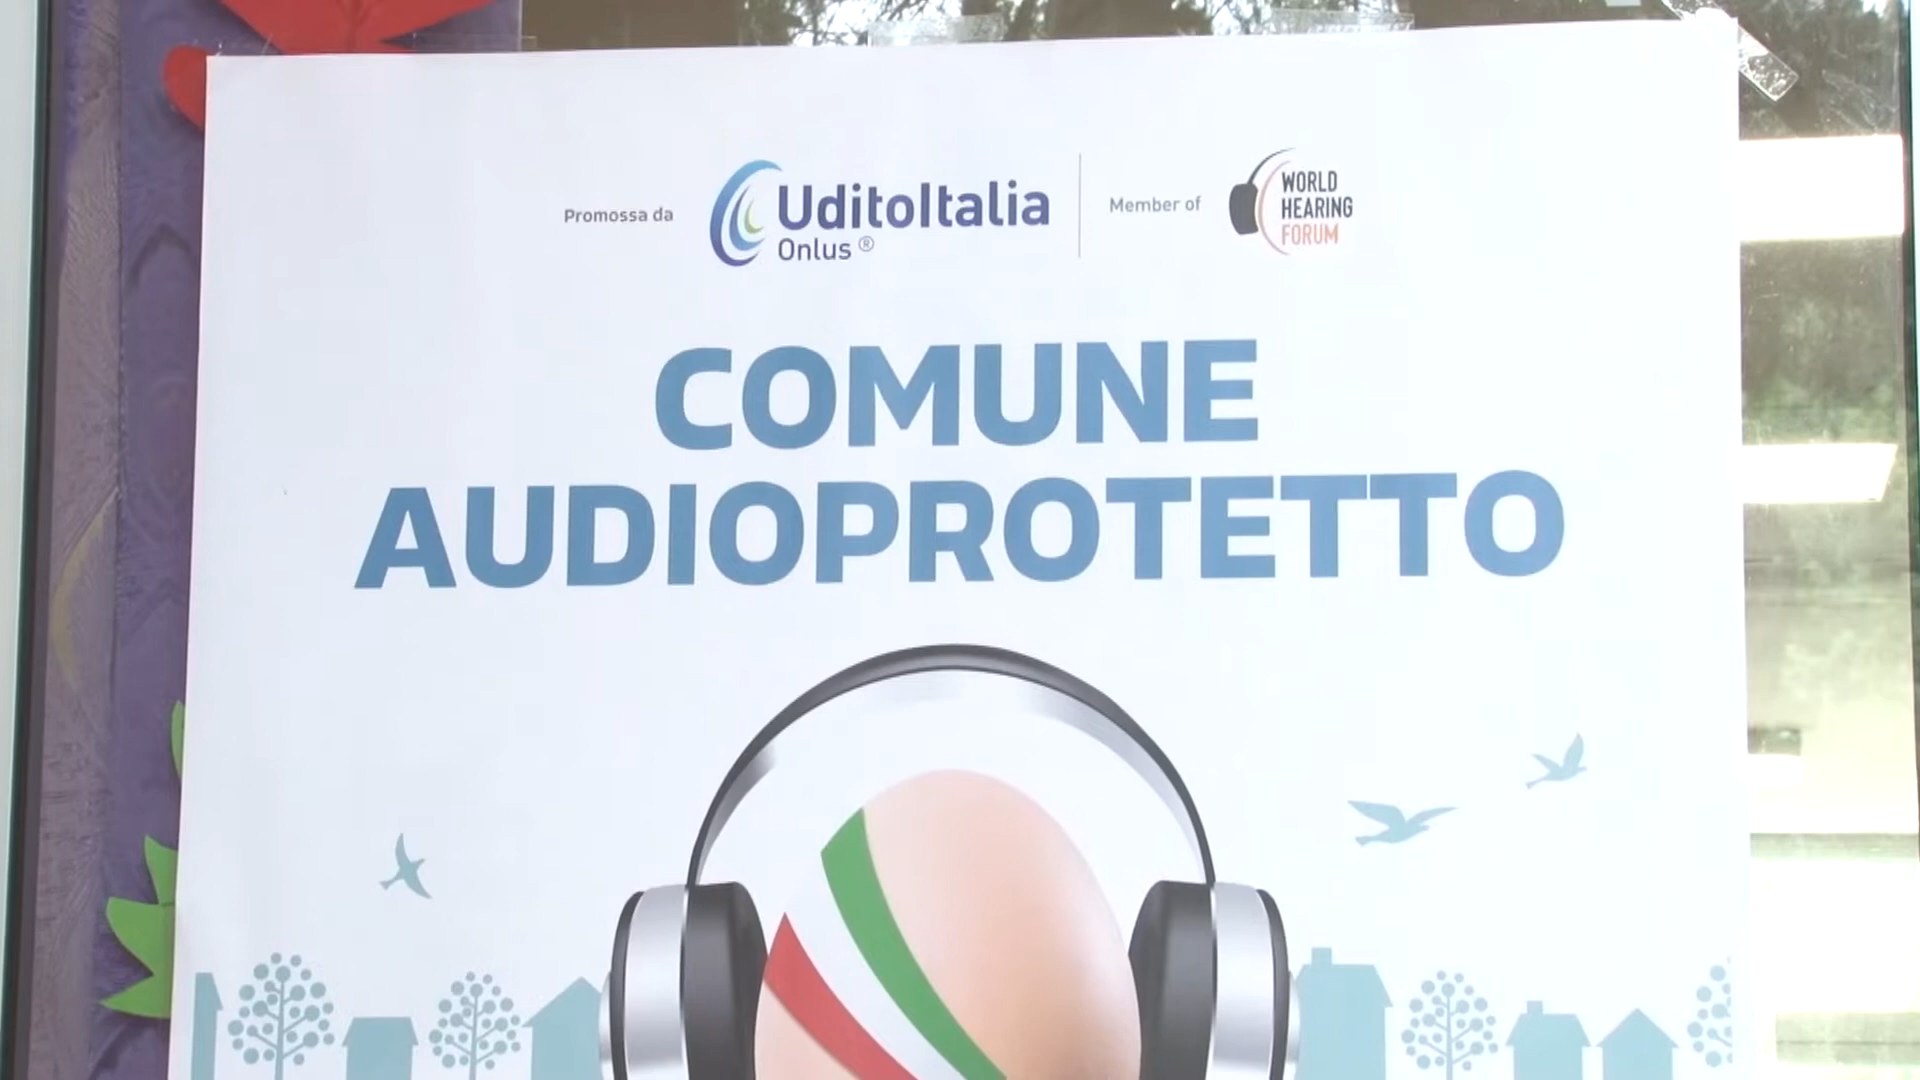 Promossa da
UditoItalia
Onlus ®
Member of
WORLD
HEARING
FORUM
COMUNE
AUDIOPROTETTO